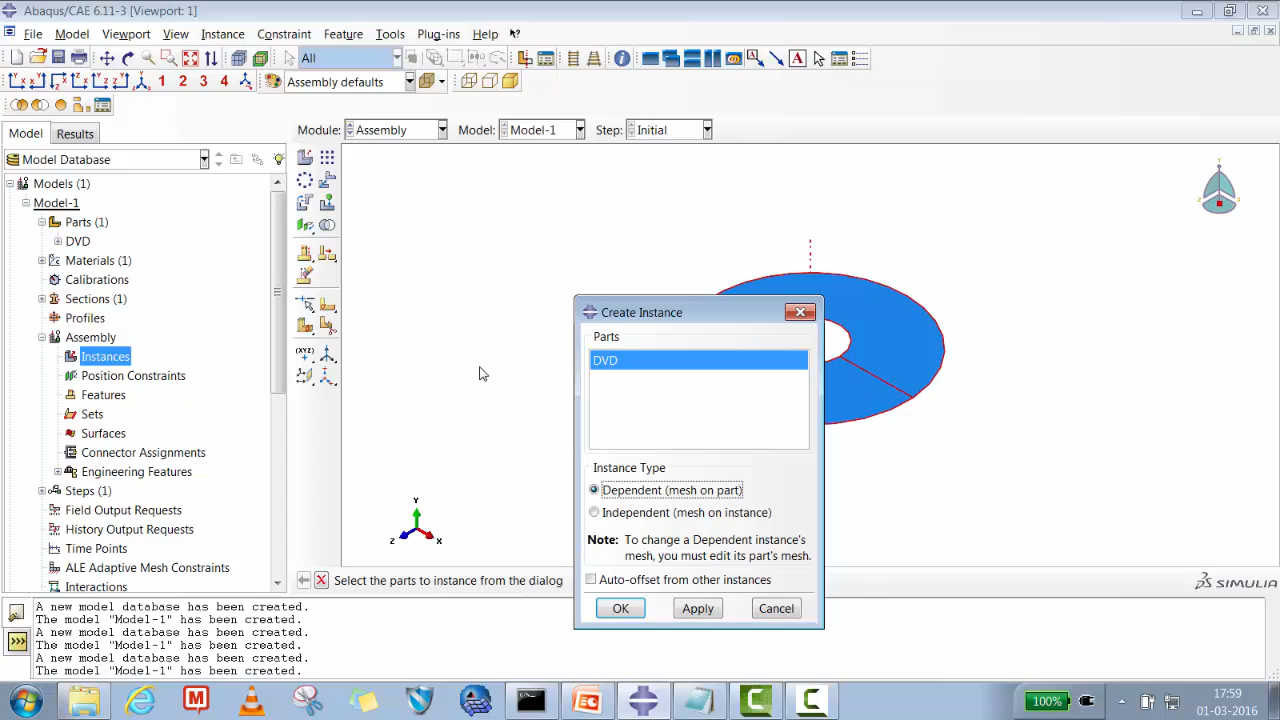 Abaqus/CAE 6.11-3 [Viewport: 1]
File Model Viewport View Instance Constraint Feature Tools Plug-ins Help
All
1 2 3 4 Assembly defaults
Model Results Module: Assembly Model: Model-1 Step: Initial
Model Database
Models (1)
Model-1
Parts (1)
DVD
Materials (1)
Calibrations
Sections (1)
Profiles
Assembly
Instances
Position Constraints
Features
Sets
Surfaces
Connector Assignments
Engineering Features
Steps (1)
Field Output Requests
History Output Requests
Time Points
ALE Adaptive Mesh Constraints
Interactions
(XYZ)
Y
Z X
Create Instance
Parts
DVD
Instance Type
Dependent (mesh on part)
Independent (mesh on instance)
Note: To change a Dependent instance's
mesh, you must edit its part's mesh.
Auto-offset from other instances
OK Apply Cancel
Select the parts to instance from the dialog
SIMULIA
A new model database has been created.
The model "Model-1" has been created.
A new model database has been created.
The model "Model-1" has been created.
A new model database has been created.
The model "Model-1" has been created.
100%
17:59
01-03-2016